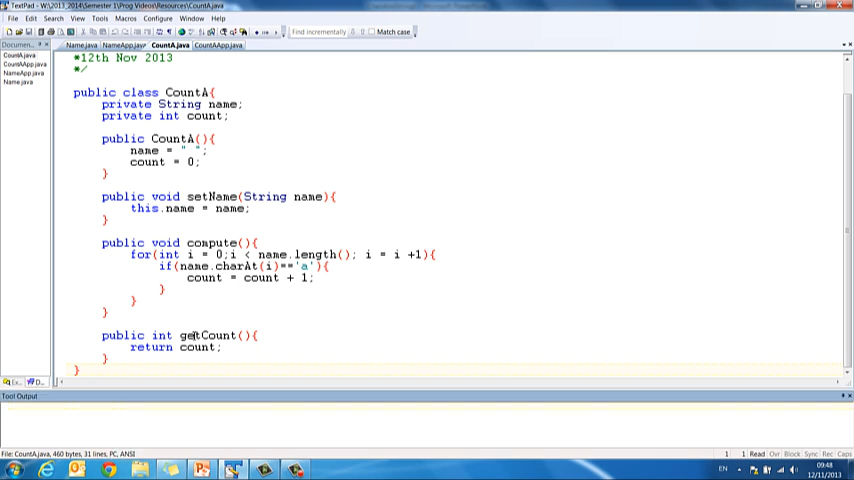 TextPad - W:\2013_2014\Semester 1\Prog Videos\Resources\CountA.java
File Edit Search View Tools Macros Configure Window Help
Find incrementally Match case
Documen...
Name.java NameApp.java CountA.java CountAApp.java
CountA.java
CountAApp.java
NameApp.java
Name.java
*12th Nov 2013
*/
public class CountA{
private String name;
private int count;
public CountA(){
name = " ";
count = 0;
}
public void setName(String name){
this.name = name;
}
public void compute(){
for(int i = 0;i < name.length(); i = i +1){
if(name.charAt(i)=='a'){
count = count + 1;
}
}
}
public int getCount(){
return count;
}
}
Ex... D...
Tool Output
File: CountA.java, 460 bytes, 31 lines, PC, ANSI
1 1 Read Ovr Block Sync Rec Caps
EN
09:48
12/11/2013